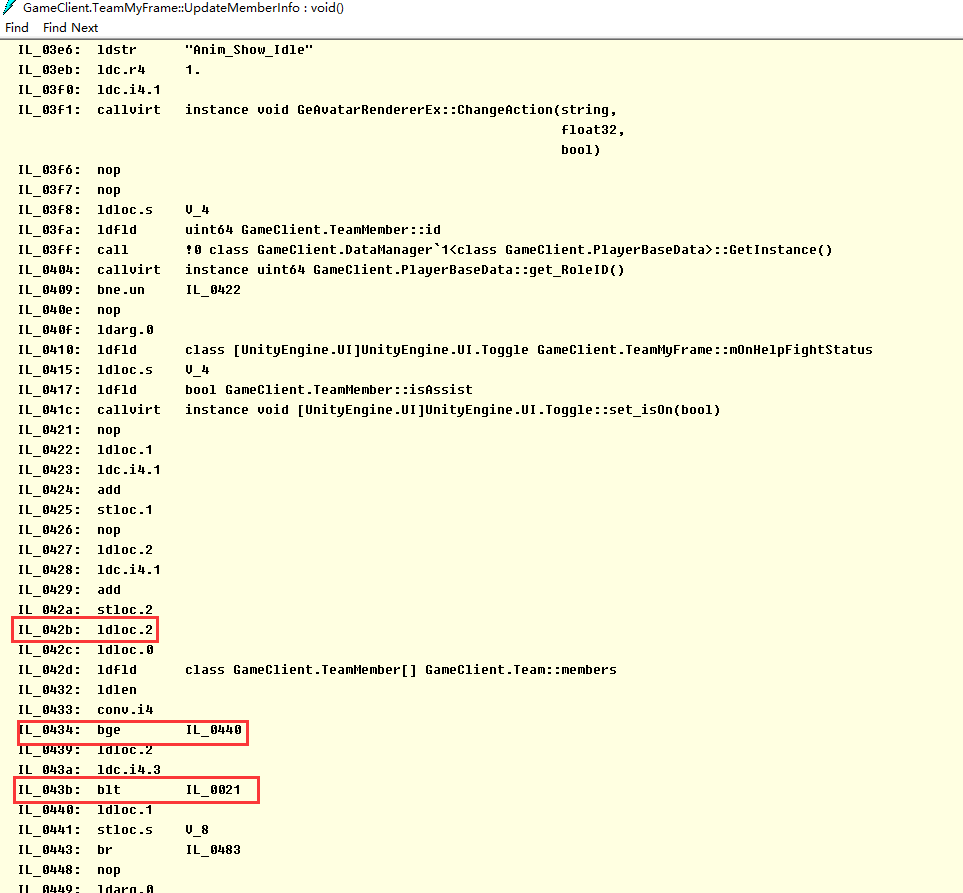 GameClient.TeamMyFrame::UpdateMemberInfo : void()
Find Find Next
IL_03e6: ldstr "Anim_Show_Idle"
IL_03eb: ldc.r4 1.
IL_03f0: ldc.i4.1
IL_03f1: callvirt instance void GeAvatarRendererEx::ChangeAction(string,
float32,
bool)
IL_03f6: nop
IL_03f7: nop
IL_03f8: ldloc.s V_4
IL_03fa: ldfld uint64 GameClient.TeamMember::id
IL_03ff: call !0 class GameClient.DataManager`1<class GameClient.PlayerBaseData>::GetInstance()
IL_0404: callvirt instance uint64 GameClient.PlayerBaseData::get_RoleID()
IL_0409: bne.un IL_0422
IL_040e: nop
IL_040f: ldarg.0
IL_0410: ldfld class [UnityEngine.UI]UnityEngine.UI.Toggle GameClient.TeamMyFrame::mOnHelpFightStatus
IL_0415: ldloc.s V_4
IL_0417: ldfld bool GameClient.TeamMember::isAssist
IL_041c: callvirt instance void [UnityEngine.UI]UnityEngine.UI.Toggle::set_isOn(bool)
IL_0421: nop
IL_0422: ldloc.1
IL_0423: ldc.i4.1
IL_0424: add
IL_0425: stloc.1
IL_0426: nop
IL_0427: ldloc.2
IL_0428: ldc.i4.1
IL_0429: add
IL_042a: stloc.2
IL_042b: ldloc.2
IL_042c: ldloc.0
IL_042d: ldfld class GameClient.TeamMember[] GameClient.Team::members
IL_0432: ldlen
IL_0433: conv.i4
IL_0434: bge IL_0440
IL_0439: ldloc.2
IL_043a: ldc.i4.3
IL_043b: blt IL_0021
IL_0440: ldloc.1
IL_0441: stloc.s V_8
IL_0443: br IL_0483
IL_0448: nop
IL_0449: ldarg.0